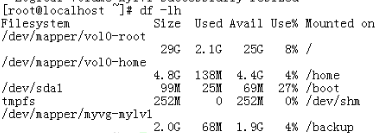 [root@localhost ~]# df -lh
Filesystem Size Used Avail Use% Mounted on
/dev/mapper/vol0-root
29G 2.1G 25G 8% /
/dev/mapper/vol0-home
4.8G 138M 4.4G 4% /home
/dev/sda1 99M 25M 69M 27% /boot
tmpfs 252M 0 252M 0% /dev/shm
/dev/mapper/myvg-mylv1
2.0G 68M 1.9G 4% /backup